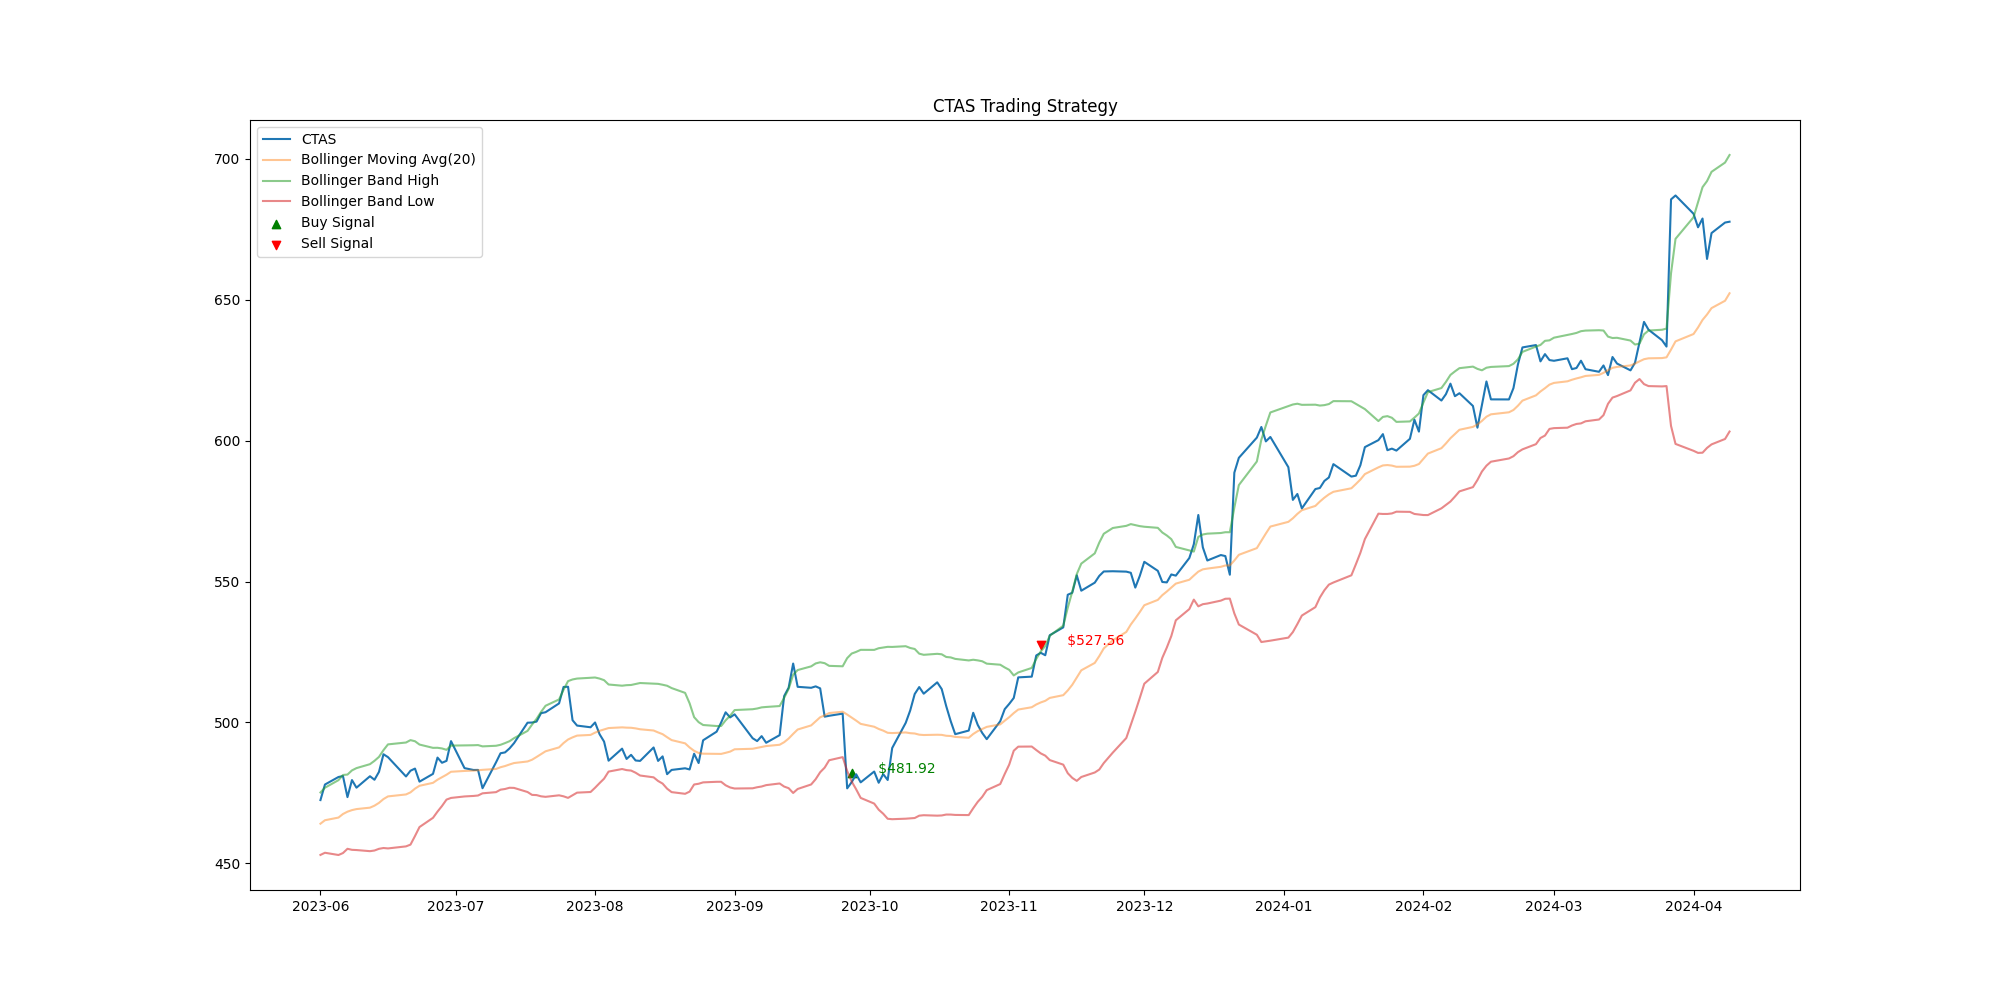 CTAS Trading Strategy
CTAS
Bollinger Moving Avg(20)
Bollinger Band High
Bollinger Band Low
Buy Signal
Sell Signal
700
650
600
550
500
450
$527.56
$481.92
2023-06 2023-07 2023-08 2023-09 2023-10 2023-11 2023-12 2024-01 2024-02 2024-03 2024-04